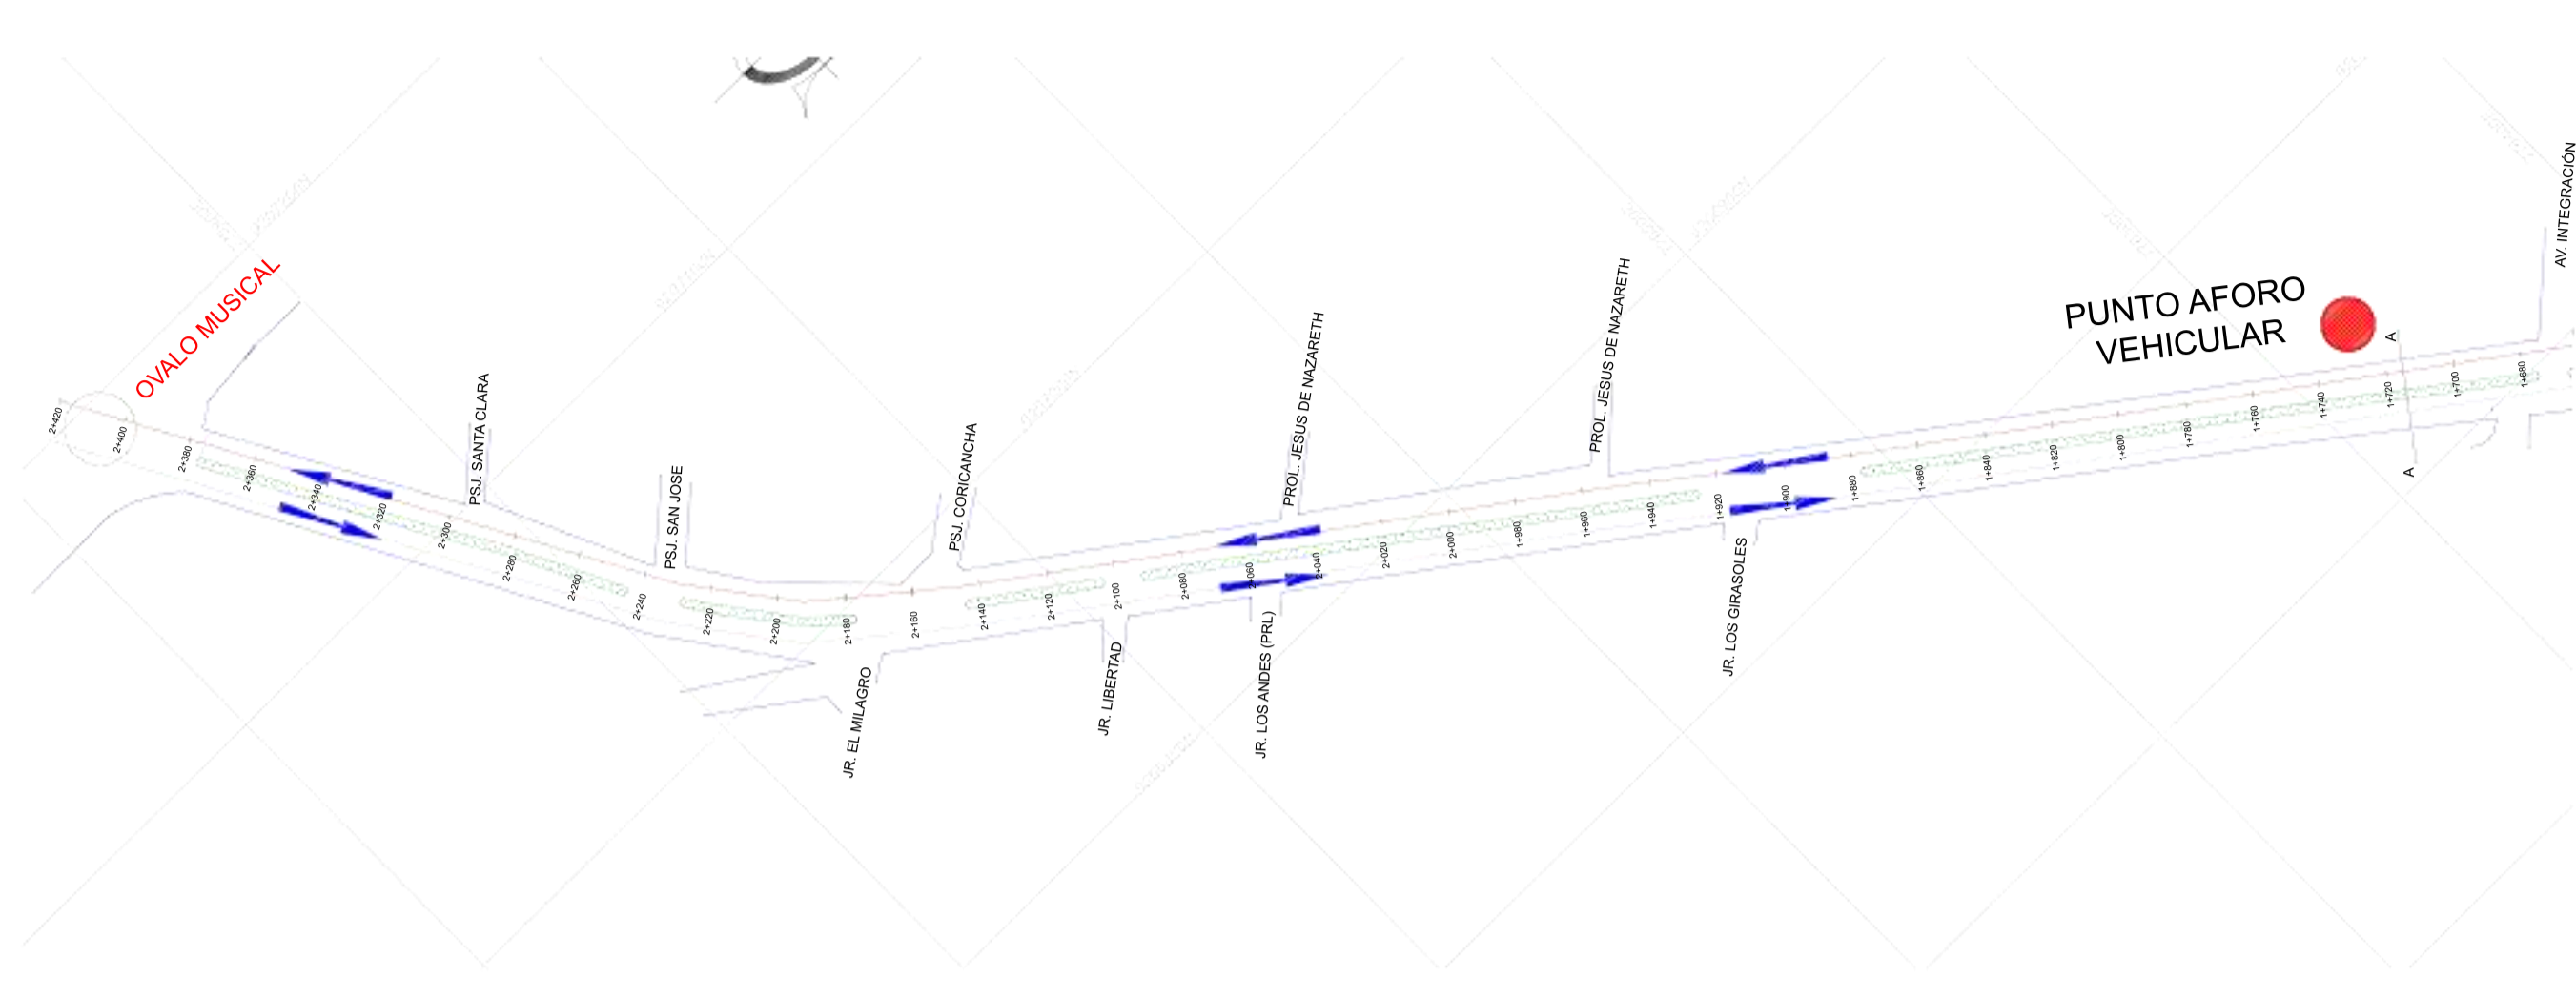 OVALO MUSICAL
PSJ. SANTA CLARA
PSJ. SAN JOSE
PSJ. CORICANCHA
PROL. JESUS DE NAZARETH
PROL. JESUS DE NAZARETH
PUNTO AFORO
VEHICULAR
A
AV. INTEGRACIÓN
2+420
2+400
2+380
2+360
2+340
2+320
2+300
2+280
2+260
2+240
2+220
2+200
2+180
2+160
2+140
2+120
2+100
2+080
2+060
2+040
2+020
2+000
1+980
1+960
1+940
1+920
1+900
1+880
1+860
1+840
1+820
1+800
1+780
1+760
1+740
1+720
1+700
1+680
A
JR. EL MILAGRO
JR. LIBERTAD
JR. LOS ANDES (PRL)
JR. LOS GIRASOLES